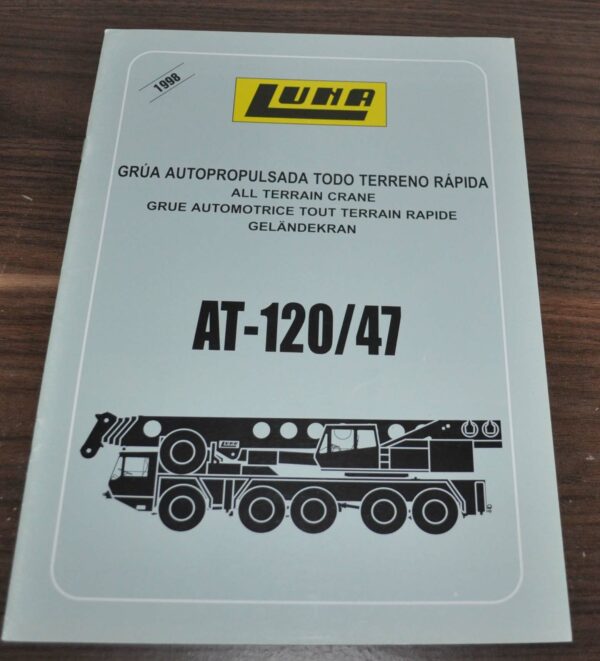 1998
LUNA
GRÚA AUTOPROPULSADA TODO TERRENO RÁPIDA
ALL TERRAIN CRANE
GRUE AUTOMOTRICE TOUT TERRAIN RAPIDE
GELÄNDEKRAN
AT-120/47
LUNA